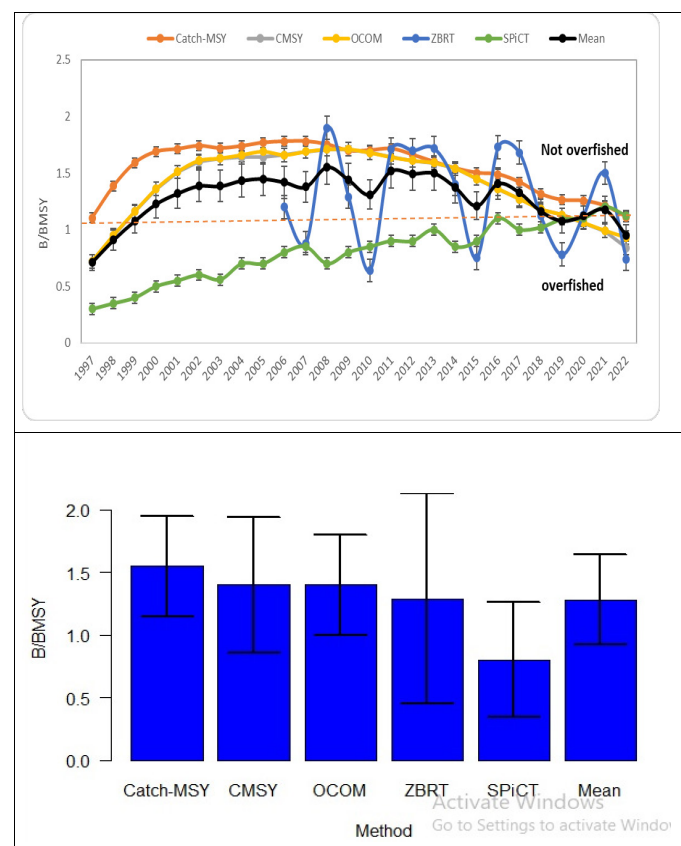 Catch-MSY CMSY OCOM ZBRT SPiCT Mean
2.5
2
1.5
1
0.5
0
B/BMSY
Not overfished
overfished
1997 1998 1999 2000 2001 2002 2003 2004 2005 2006 2007 2008 2009 2010 2011 2012 2013 2014 2015 2016 2017 2018 2019 2020 2021 2022
2.0
1.5
1.0
0.5
0.0
B/BMSY
Catch-MSY CMSY OCOM ZBRT SPiCT Mean
Method
Activate Windows
Go to Settings to activate Windo